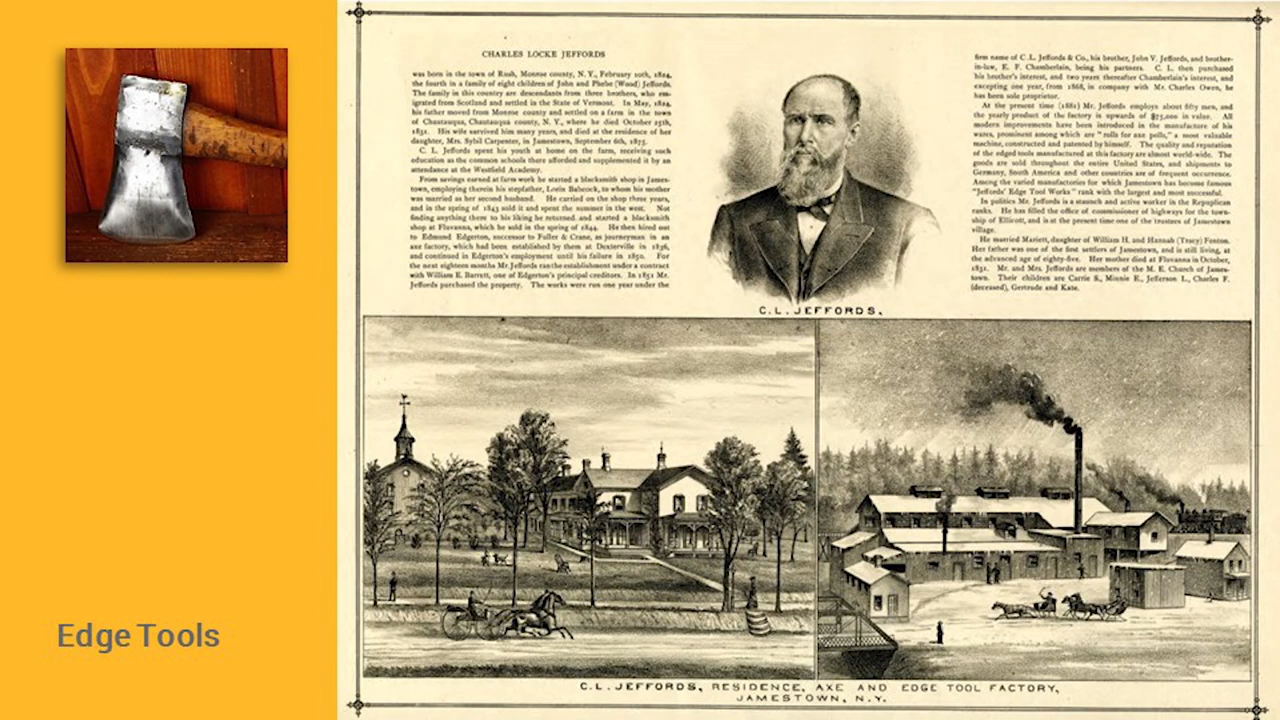 Edge Tools
CHARLES LOCKE JEFFORDS
was born in the town of Rush, Monroe county, N. Y., February 10th, 1824,
the fourth in a family of eight children of John and Phebe (Wood) Jeffords.
The family in this country are descendants from three brothers, who em-
igrated from Scotland and settled in the State of Vermont. In May, 1824,
his father moved from Monroe county and settled on a farm in the town
of Chautauqua, Chautauqua county, N. Y., where he died October 25th,
1831. His wife survived him many years, and died at the residence of her
daughter, Mrs. Sybil Carpenter, in Jamestown, September 6th, 1875.
C. L. Jeffords spent his youth at home on the farm, receiving such
education as the common schools there afforded and supplemented it by an
attendance at the Westfield Academy.
From savings earned at farm work he started a blacksmith shop in James-
town, employing therein his stepfather, Lorin Babcock, to whom his mother
was married as her second husband. He carried on the shop three years,
and in the spring of 1843 sold it and spent the summer in the west. Not
finding anything there to his liking he returned and started a blacksmith
shop at Fluvanna, which he sold in the spring of 1844. He then hired out
to Edmund Edgerton, successor to Fuller & Crane, as journeyman in an
axe factory, which had been established by them at Dexterville in 1836,
and continued in Edgerton's employment until his failure in 1850. For
the next eighteen months Mr. Jeffords ran the establishment under a contract
with William E. Barrett, one of Edgerton's principal creditors. In 1851 Mr.
Jeffords purchased the property. The works were run one year under the
firm name of C. L. Jeffords & Co., his brother, John V. Jeffords, and brother-
in-law, E. F. Chamberlain, being his partners. C. L. then purchased
his brother's interest, and two years thereafter Chamberlain's interest, and
excepting one year, from 1868, in company with Mr. Charles Owen, he
has been sole proprietor.
At the present time (1881) Mr. Jeffords employs about fifty men, and
the yearly product of the factory is upwards of $75,000 in value. All
modern improvements have been introduced in the manufacture of his
wares, prominent among which are "rolls for axe polls," a most valuable
machine, constructed and patented by himself. The quality and reputation
of the edged tools manufactured at this factory are almost world-wide. The
goods are sold throughout the entire United States, and shipments to
Germany, South America and other countries are of frequent occurrence.
Among the varied manufactories for which Jamestown has become famous
"Jeffords' Edge Tool Works" rank with the largest and most successful.
In politics Mr. Jeffords is a staunch and active worker in the Republican
ranks. He has filled the office of commissioner of highways for the town-
ship of Ellicott, and is at the present time one of the trustees of Jamestown
village.
He married Mariett, daughter of William H. and Hannah (Tracy) Fenton.
Her father was one of the first settlers of Jamestown, and is still living, at
the advanced age of eighty-five. Her mother died at Fluvanna in October,
1851. Mr. and Mrs. Jeffords are members of the M. E. Church of James-
town. Their children are Carrie S., Minnie E., Jefferson L., Charles F.
(deceased), Gertrude and Kate.
C. L. JEFFORDS.
C. L. JEFFORDS, RESIDENCE, AXE AND EDGE TOOL FACTORY,
JAMESTOWN, N.Y.